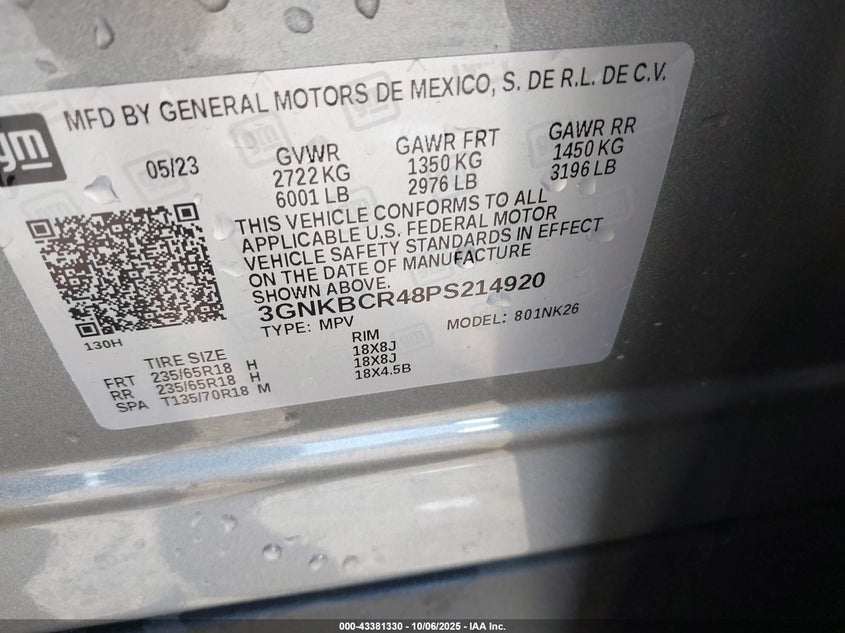 gm
MFD BY GENERAL MOTORS DE MEXICO, S. DE R.L. DE C.V.
05/23
GVWR
2722 KG
6001 LB
GAWR FRT
1350 KG
2976 LB
GAWR RR
1450 KG
3196 LB
THIS VEHICLE CONFORMS TO ALL
APPLICABLE U.S. FEDERAL MOTOR
VEHICLE SAFETY STANDARDS IN EFFECT
ON THE DATE OF MANUFACTURE
SHOWN ABOVE.
3GNKBCR48PS214920
TYPE: MPV MODEL: 801NK26
130H
TIRE SIZE RIM
FRT 235/65R18 H 18X8J
RR 235/65R18 H 18X8J
SPA T135/70R18 M 18X4.5B
000-43381330 - 10/06/2025 - IAA Inc.